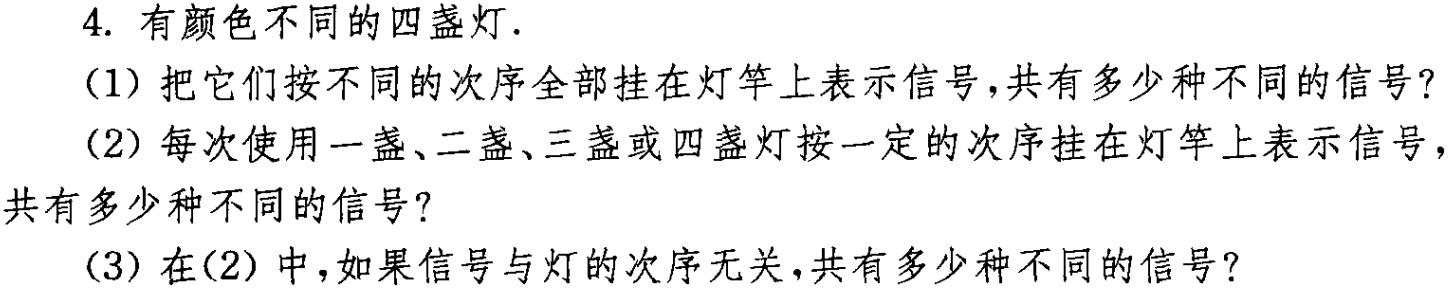 4. 有颜色不同的四盏灯.
(1) 把它们按不同的次序全部挂在灯竿上表示信号,共有多少种不同的信号?
(2) 每次使用一盏、二盏、三盏或四盏灯按一定的次序挂在灯竿上表示信号,
共有多少种不同的信号?
(3) 在(2) 中,如果信号与灯的次序无关,共有多少种不同的信号?